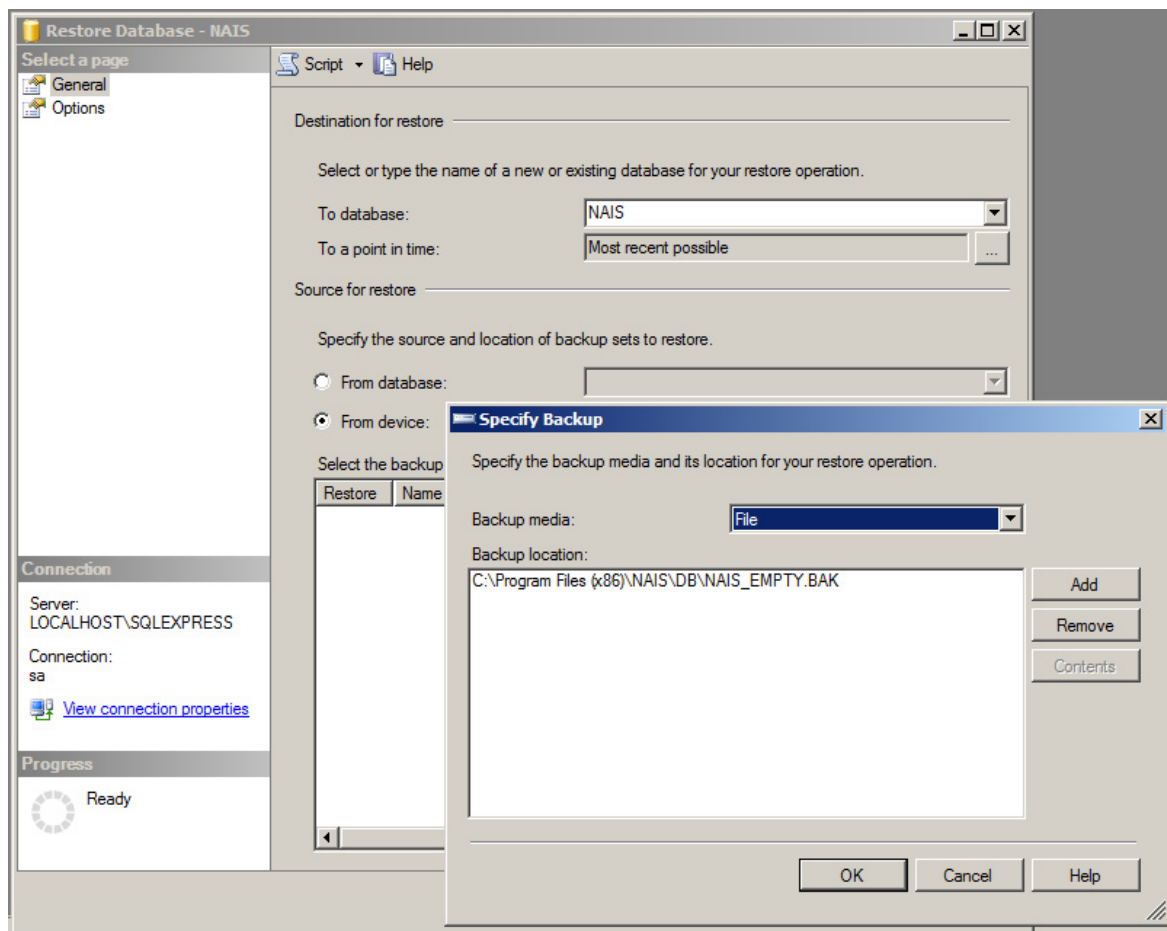 Restore Database - NAIS
Select a page
General
Options
Script
Help
Destination for restore
Select or type the name of a new or existing database for your restore operation.
To database:
NAIS
To a point in time:
Most recent possible
...
Source for restore
Specify the source and location of backup sets to restore.
From database:
From device:
Select the backup
Restore
Name
Connection
Server:
LOCALHOST\SQLEXPRESS
Connection:
sa
View connection properties
Progress
Ready
Specify Backup
Specify the backup media and its location for your restore operation.
Backup media:
File
Backup location:
C:\Program Files (x86)\NAIS\DB\NAIS_EMPTY.BAK
Add
Remove
Contents
OK
Cancel
Help